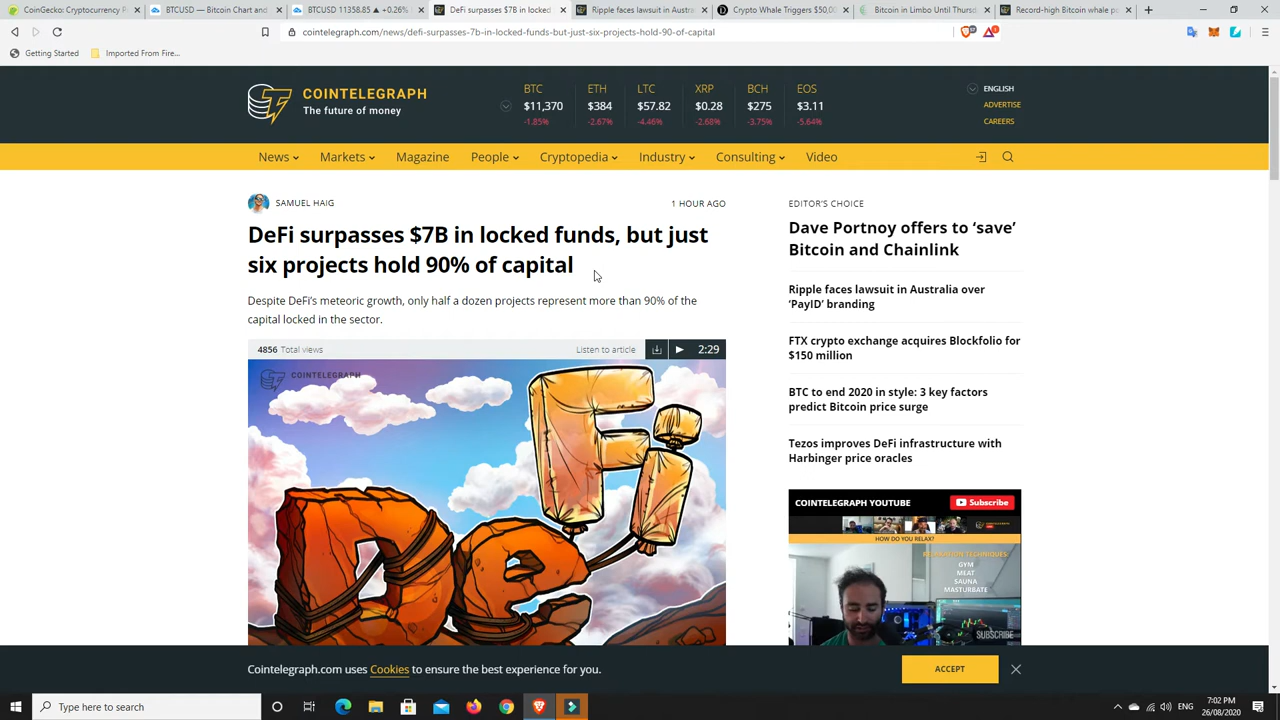 CoinGecko Cryptocurrency P
BTCUSD — Bitcoin Chart and
BTCUSD 11358.85 ▲ +0.26%
DeFi surpasses $7B in locked
Ripple faces lawsuit in Austra
Crypto Whale Triggers $50,00
Bitcoin in Limbo Until Thursda
Record-high Bitcoin whale p
cointelegraph.com/news/defi-surpasses-7b-in-locked-funds-but-just-six-projects-hold-90-of-capital
Getting Started
Imported From Fire...
COINTELEGRAPH
The future of money
BTC ETH LTC XRP BCH EOS
$11,370 $384 $57.82 $0.28 $275 $3.11
-1.85% -2.67% -4.46% -2.68% -3.75% -5.64%
ENGLISH
ADVERTISE
CAREERS
News Markets Magazine People Cryptopedia Industry Consulting Video
SAMUEL HAIG
1 HOUR AGO
DeFi surpasses $7B in locked funds, but just
six projects hold 90% of capital
Despite DeFi's meteoric growth, only half a dozen projects represent more than 90% of the
capital locked in the sector.
4856 Total views
Listen to article
2:29
COINTELEGRAPH
DeFi
EDITOR'S CHOICE
Dave Portnoy offers to ‘save’
Bitcoin and Chainlink
Ripple faces lawsuit in Australia over
‘PayID’ branding
FTX crypto exchange acquires Blockfolio for
$150 million
BTC to end 2020 in style: 3 key factors
predict Bitcoin price surge
Tezos improves DeFi infrastructure with
Harbinger price oracles
COINTELEGRAPH YOUTUBE
Subscribe
HOW DO YOU RELAX?
RELAXATION TECHNIQUES:
GYM
MEAT
SAUNA
MASTURBATE
SUBSCRIBE
Cointelegraph.com uses Cookies to ensure the best experience for you.
ACCEPT
Type here to search
ENG
7:02 PM
26/08/2020